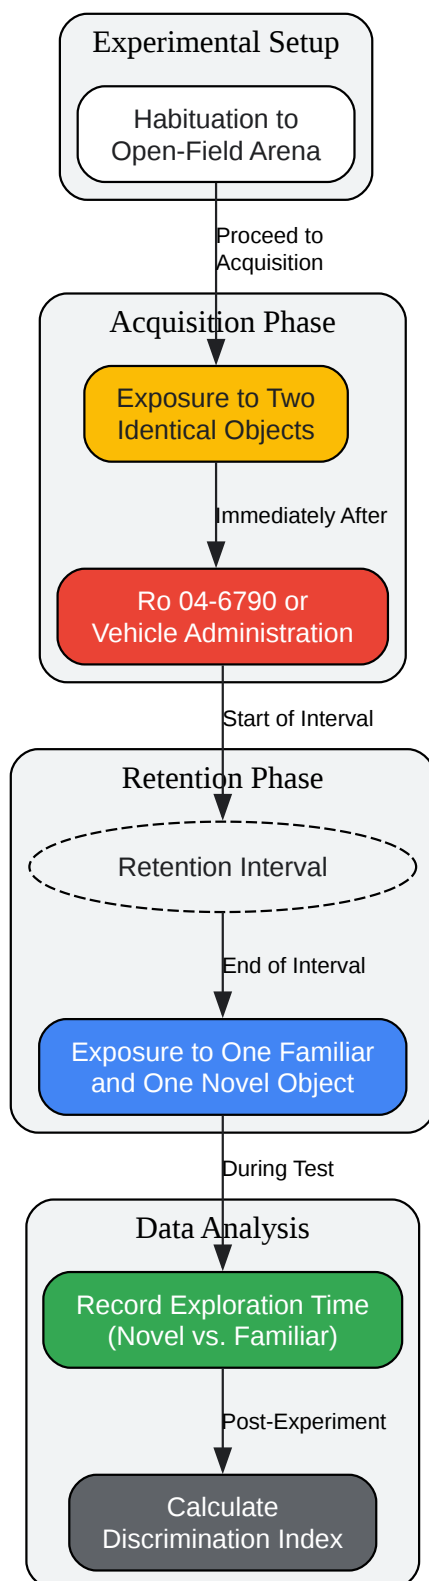 Experimental Setup
Habituation to
Open-Field Arena
Proceed to
Acquisition
Acquisition Phase
Exposure to Two
Identical Objects
Immediately After
Ro 04-6790 or
Vehicle Administration
Start of Interval
Retention Phase
Retention Interval
End of Interval
Exposure to One Familiar
and One Novel Object
During Test
Data Analysis
Record Exploration Time
(Novel vs. Familiar)
Post-Experiment
Calculate
Discrimination Index